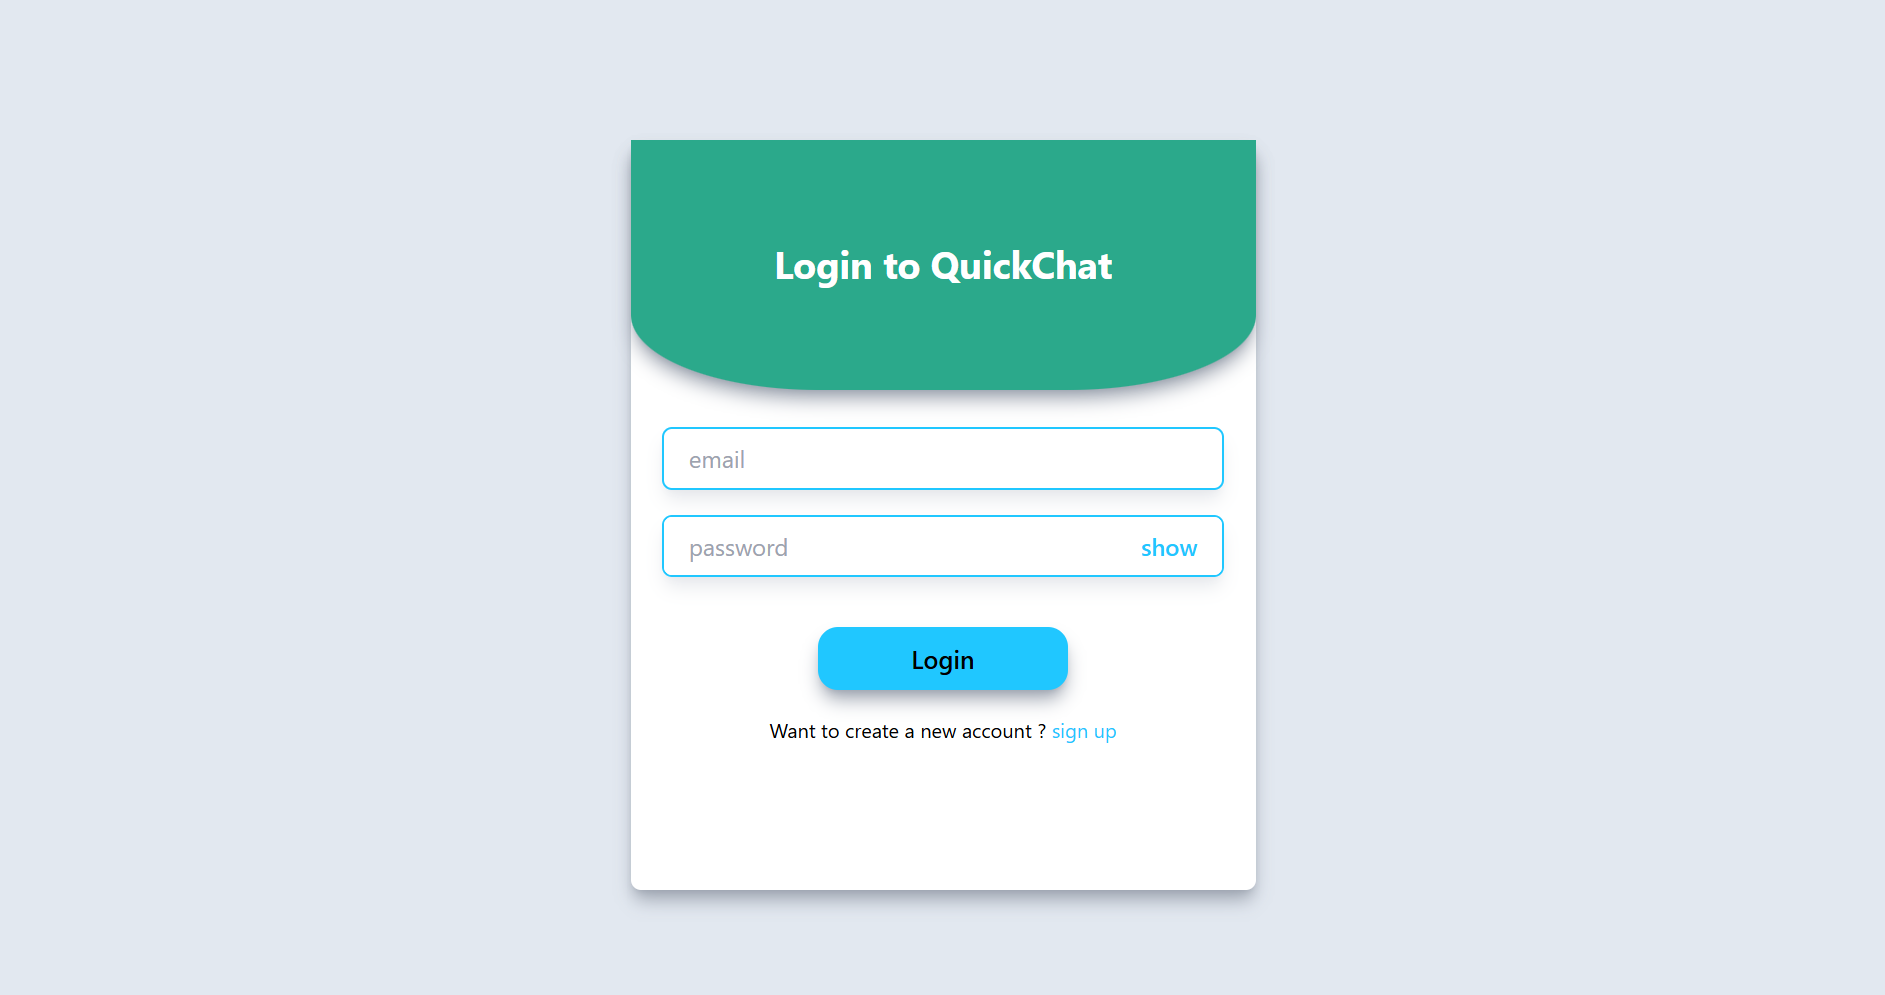 Login to QuickChat
email
password show
Login
Want to create a new account ? sign up